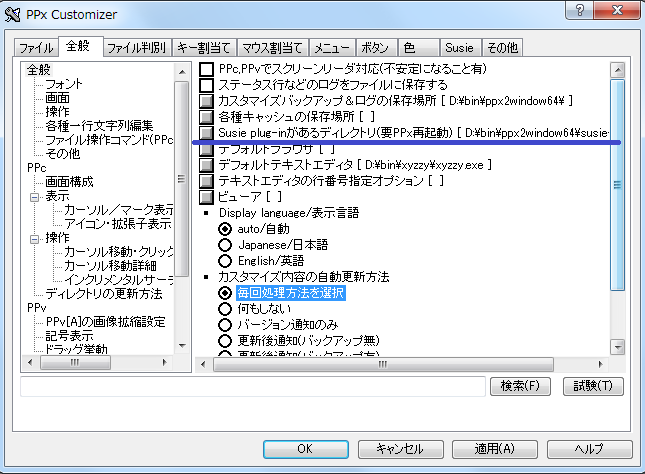 PPx Customizer
ファイル 全般 ファイル判別 キー割当て マウス割当て メニュー ボタン 色 Susie その他
全般
フォント
画面
操作
各種一行文字列編集
ファイル操作コマンド(PPc
その他
PPc
画面構成
表示
カーソル／マーク表示
アイコン・拡張子表示
操作
カーソル移動・クリック
カーソル移動詳細
インクリメンタルサーチ
ディレクトリの更新方法
PPv
PPv[A]の画像拡縮設定
記号表示
ドラッグ挙動
PPc,PPvでスクリーンリーダ対応(不安定になること有)
ステータス行などのログをファイルに保存する
カスタマイズバックアップ＆ログの保存場所 [ D:¥bin¥ppx2window64¥ ]
各種キャッシュの保存場所 [ ]
Susie plug-inがあるディレクトリ(要PPx再起動) [ D:¥bin¥ppx2window64¥susie-
デフォルトブラウザ [ ]
デフォルトテキストエディタ [ D:¥bin¥xyzzy¥xyzzy.exe ]
テキストエディタの行番号指定オプション [ ]
ビューア [ ]
Display language/表示言語
auto/自動
Japanese/日本語
English/英語
カスタマイズ内容の自動更新方法
毎回処理方法を選択
何もしない
バージョン通知のみ
更新後通知(バックアップ無)
更新後通知(バックアップ有)
検索(F) 試験(T)
OK キャンセル 適用(A) ヘルプ